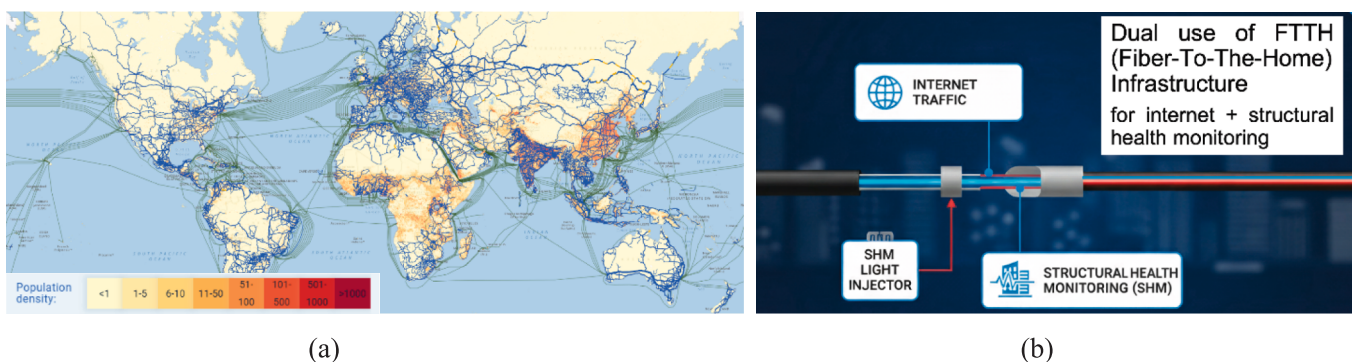 NORTH ATLANTIC
OCEAN
SOUTH PACIFIC
OCEAN
SOUTH ATLANTIC
OCEAN
INDIAN
OCEAN
NORTH PACIFIC
OCEAN
Population
density:
<1
1-5
6-10
11-50
51-
100
101-
500
501-
1000
>1000
(a)
Dual use of FTTH
(Fiber-To-The-Home)
Infrastructure
for internet + structural
health monitoring
INTERNET
TRAFFIC
SHM
LIGHT
INJECTOR
STRUCTURAL HEALTH
MONITORING (SHM)
(b)